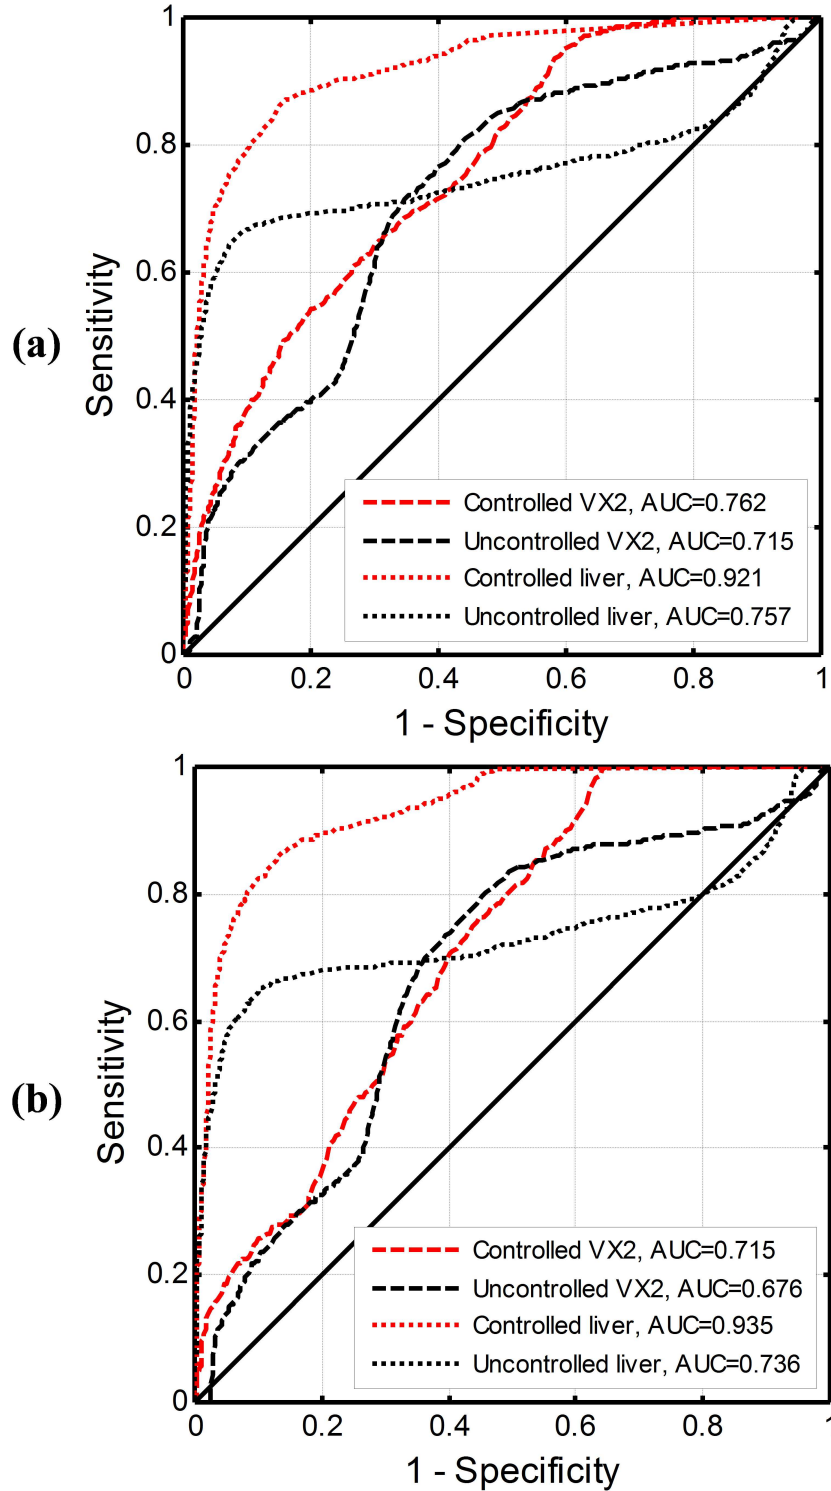 1
0.8
0.6
(a)
Sensitivity
0.4
Controlled VX2, AUC=0.762
Uncontrolled VX2, AUC=0.715
0.2
Controlled liver, AUC=0.921
Uncontrolled liver, AUC=0.757
0
0 0.2 0.4 0.6 0.8 1
1 - Specificity
1
0.8
0.6
Sensitivity
(b)
0.4
Controlled VX2, AUC=0.715
0.2
Uncontrolled VX2, AUC=0.676
Controlled liver, AUC=0.935
Uncontrolled liver, AUC=0.736
0
0 0.2 0.4 0.6 0.8 1
1 - Specificity